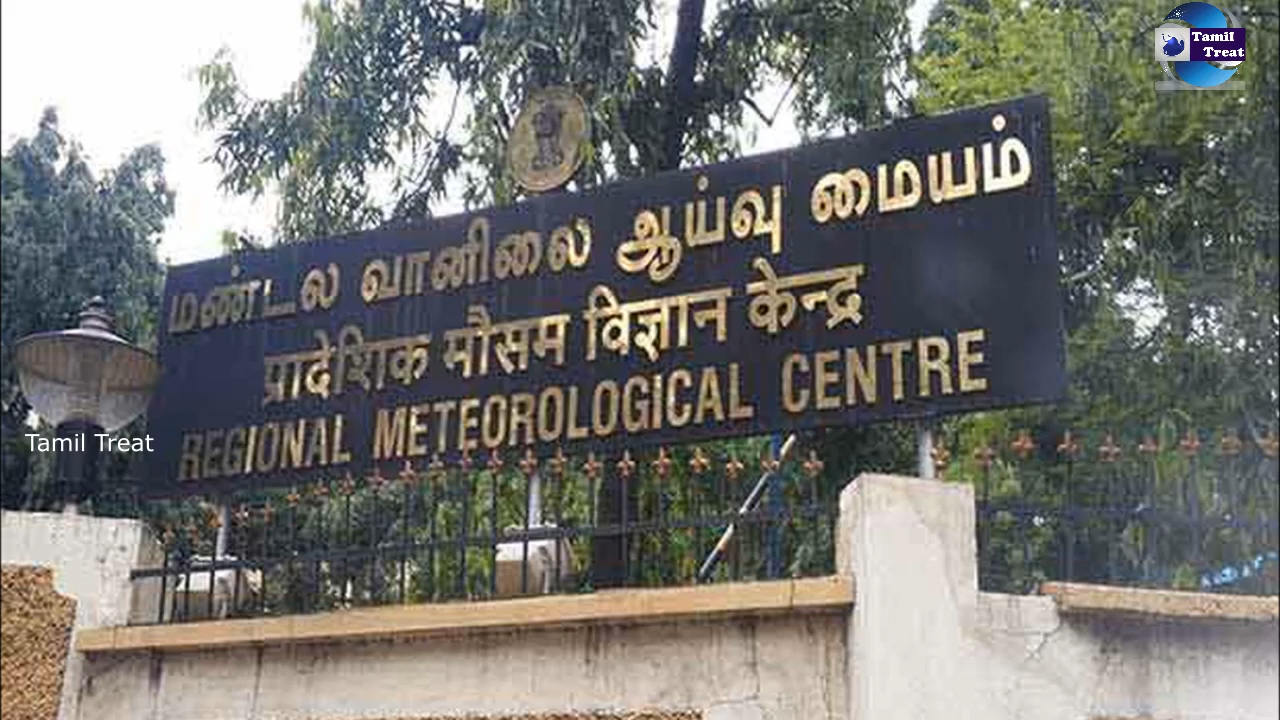 Tamil
Treat
மண்டல வானிலை ஆய்வு மையம்
प्रादेशिक मौसम विज्ञान केन्द्र
REGIONAL METEOROLOGICAL CENTRE
Tamil Treat